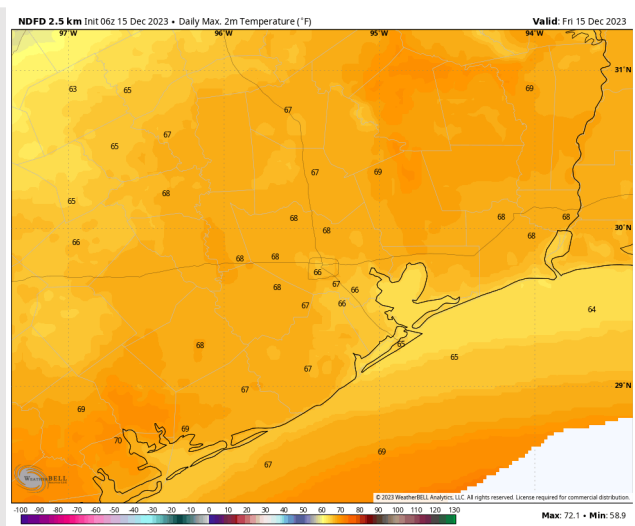 NDFD 2.5 km Init 06z 15 Dec 2023 • Daily Max. 2m Temperature (°F)
Valid: Fri 15 Dec 2023
97°W 96°W 95°W 94°W
31°N
63 65 69
67
67
65
67 69
68
65
68 68 68
68 68
66
30°N
68 68
66
68 67 66
67 66
64
68 65
65
67
29°N
67
69
69
70
69
67
WEATHERBELL
© 2023 WeatherBELL Analytics, LLC. All rights reserved. License required for commercial distribution.
-100 -90 -80 -70 -60 -50 -40 -30 -20 -10 0 10 20 30 40 50 60 70 80 90 100 110 120 130
Max: 72.1 • Min: 58.9